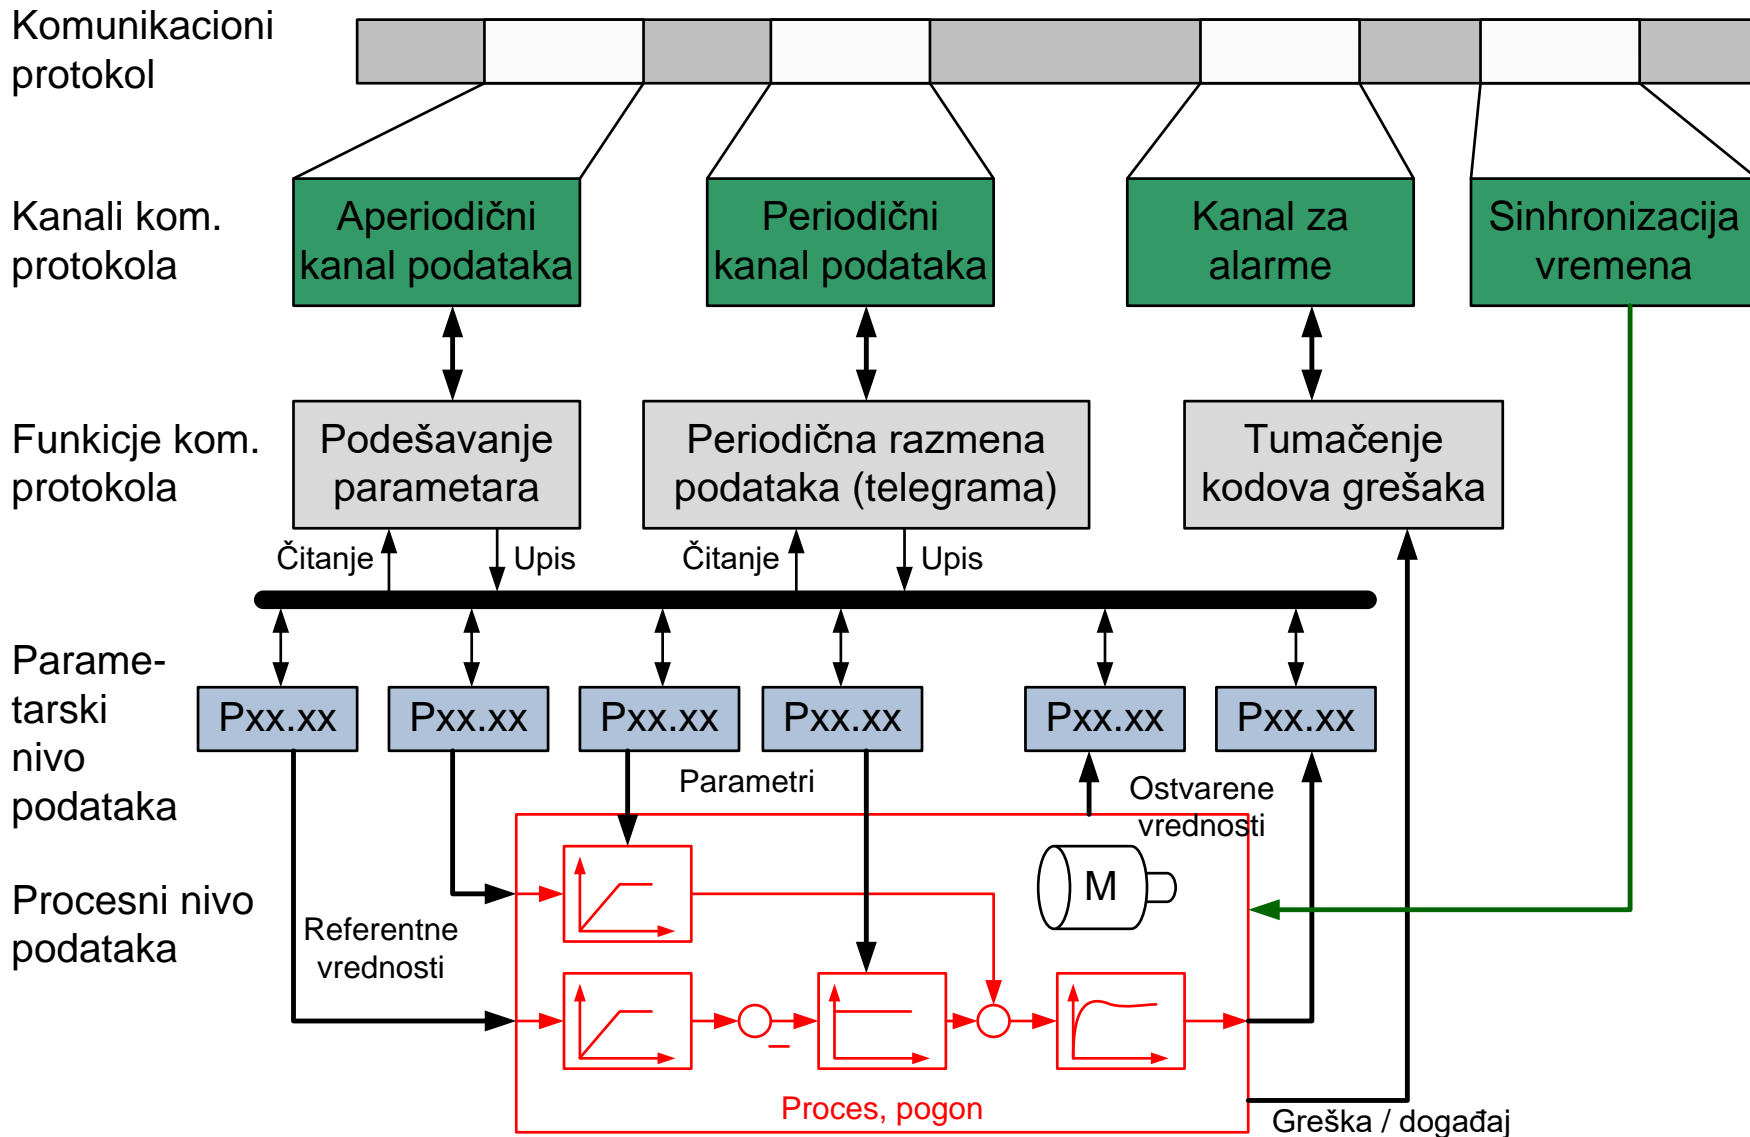 Komunikacioni
protokol
Kanali kom.
protokola
Aperiodični
kanal podataka
Periodični
kanal podataka
Kanal za
alarme
Sinhronizacija
vremena
Funkicje kom.
protokola
Podešavanje
parametara
Periodična razmena
podataka (telegrama)
Tumačenje
kodova grešaka
Čitanje
Upis
Čitanje
Upis
Parame-
tarski
nivo
podataka
Pxx.xx
Pxx.xx
Pxx.xx
Pxx.xx
Pxx.xx
Pxx.xx
Parametri
Ostvarene
vrednosti
Procesni nivo
podataka
Referentne
vrednosti
M
–
Proces, pogon
Greška / događaj